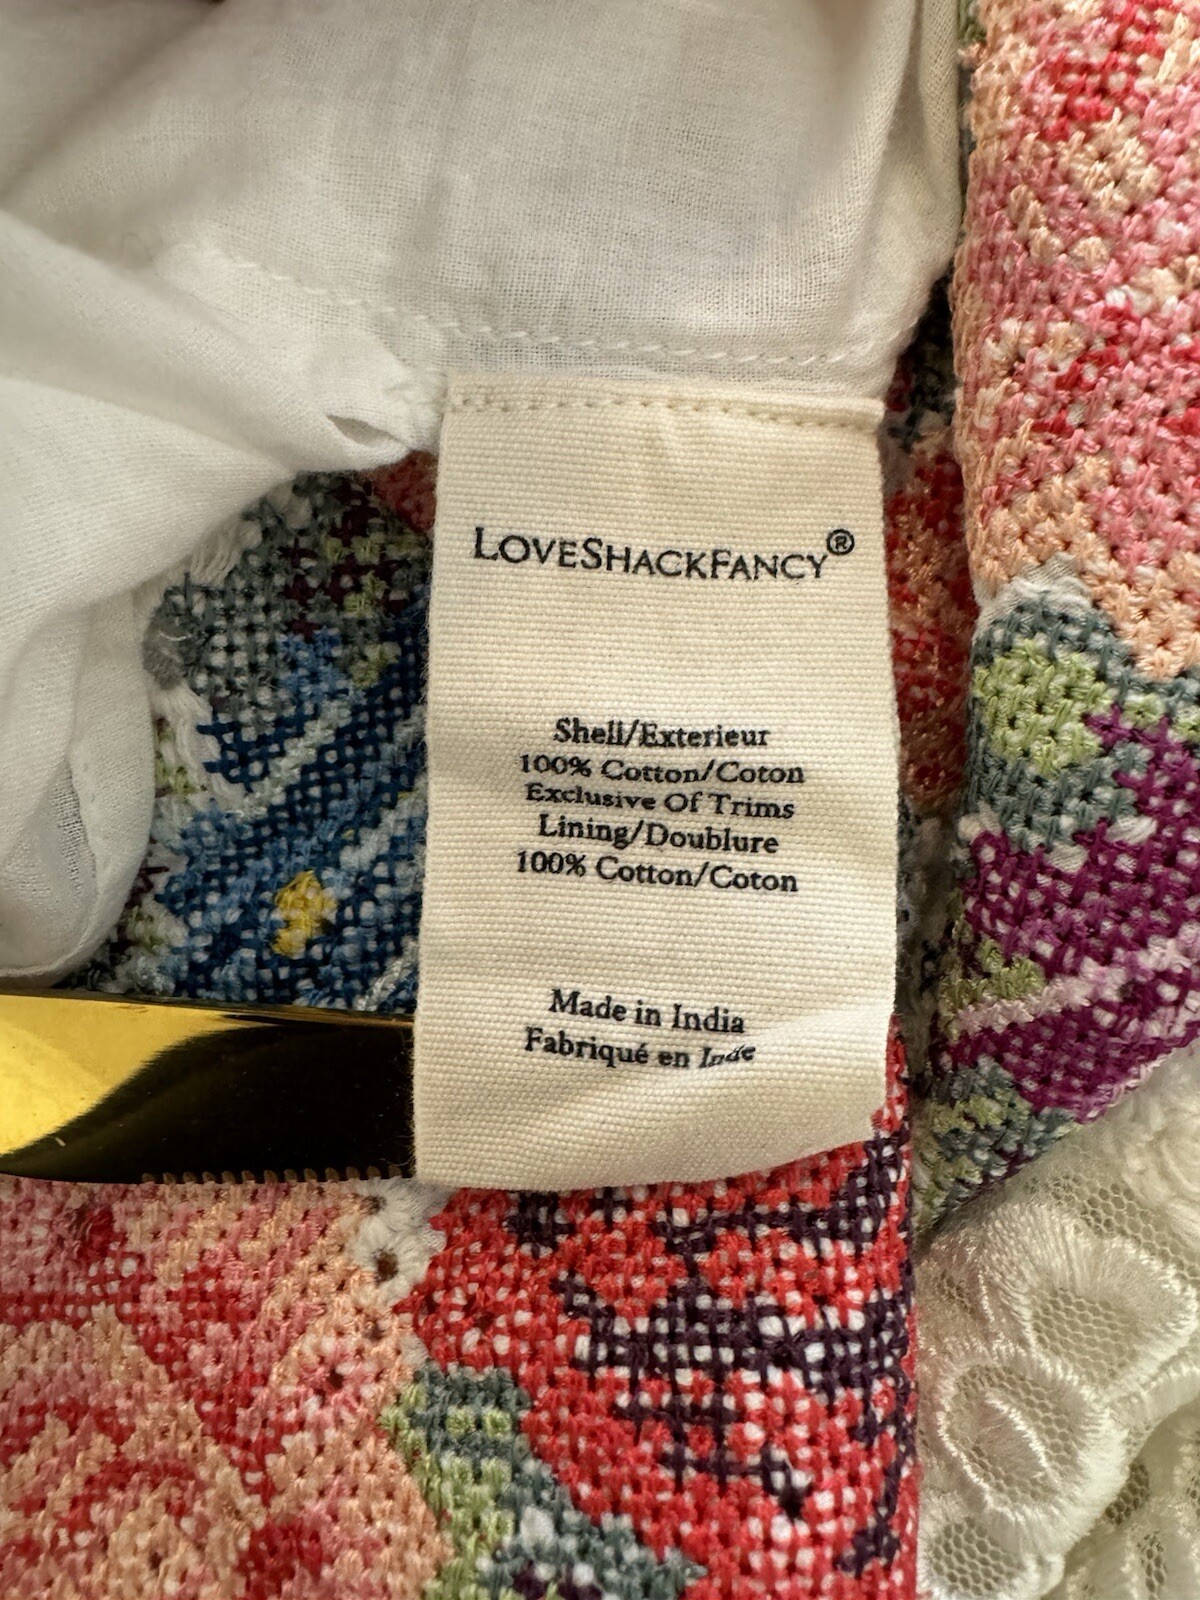 LOVESHACKFANCY®
Shell/Exterieur
100% Cotton/Coton
Exclusive Of Trims
Lining/Doublure
100% Cotton/Coton
Made in India
Fabriqué en Inde